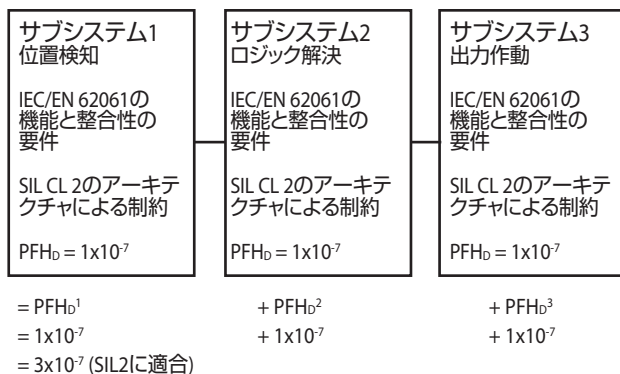 サブシステム1
位置検知
IEC/EN 62061の
機能と整合性の
要件
SIL CL 2のアーキテ
クチャによる制約
PFHD = 1x10-7
サブシステム2
ロジック解決
IEC/EN 62061の
機能と整合性の
要件
SIL CL 2のアーキテ
クチャによる制約
PFHD = 1x10-7
サブシステム3
出力作動
IEC/EN 62061の
機能と整合性の
要件
SIL CL 2のアーキテ
クチャによる制約
PFHD = 1x10-7
= PFHD1 + PFHD2 + PFHD3
= 1x10-7 + 1x10-7 + 1x10-7
= 3x10-7 (SIL2に適合)